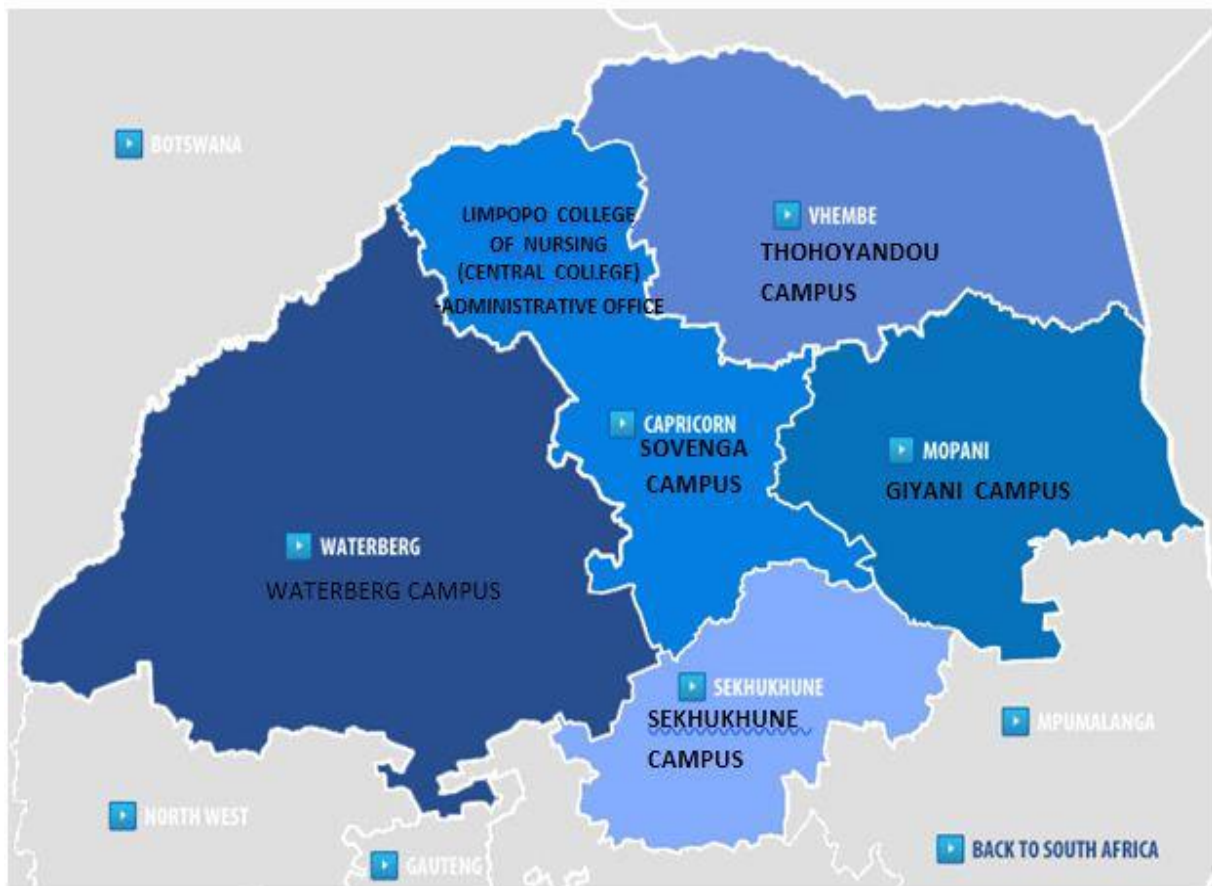 BOTSWANA
LIMPOPO COLLEGE
OF NURSING
(CENTRAL COLLEGE)
-ADMINISTRATIVE OFFICE
VHEMBE
THOHOYANDOU
CAMPUS
CAPRICORN
SOVENGA
CAMPUS
MOPANI
GIYANI CAMPUS
WATERBERG
WATERBERG CAMPUS
SEKHUKHUNE
SEKHUKHUNE
CAMPUS
MPUMALANGA
NORTH WEST
GAUTENG
BACK TO SOUTH AFRICA